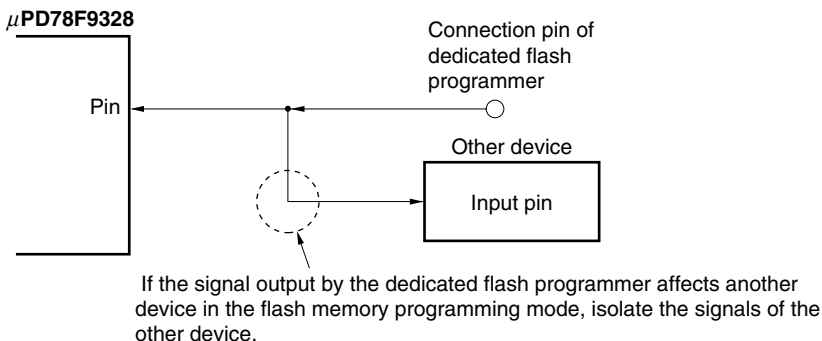 μPD78F9328
Connection pin of
dedicated flash
programmer
Pin
Other device
Input pin
If the signal output by the dedicated flash programmer affects another
device in the flash memory programming mode, isolate the signals of the
other device.